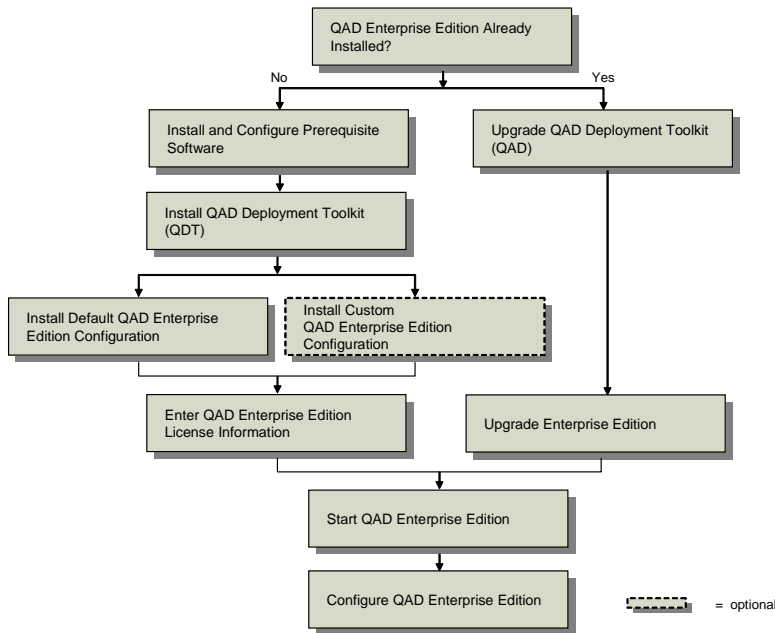 QAD Enterprise Edition Already
Installed?
No
Yes
Install and Configure Prerequisite
Software
Upgrade QAD Deployment Toolkit
(QAD)
Install QAD Deployment Toolkit
(QDT)
Install Default QAD Enterprise
Edition Configuration
Install Custom
QAD Enterprise Edition
Configuration
Enter QAD Enterprise Edition
License Information
Upgrade Enterprise Edition
Start QAD Enterprise Edition
Configure QAD Enterprise Edition
= optional